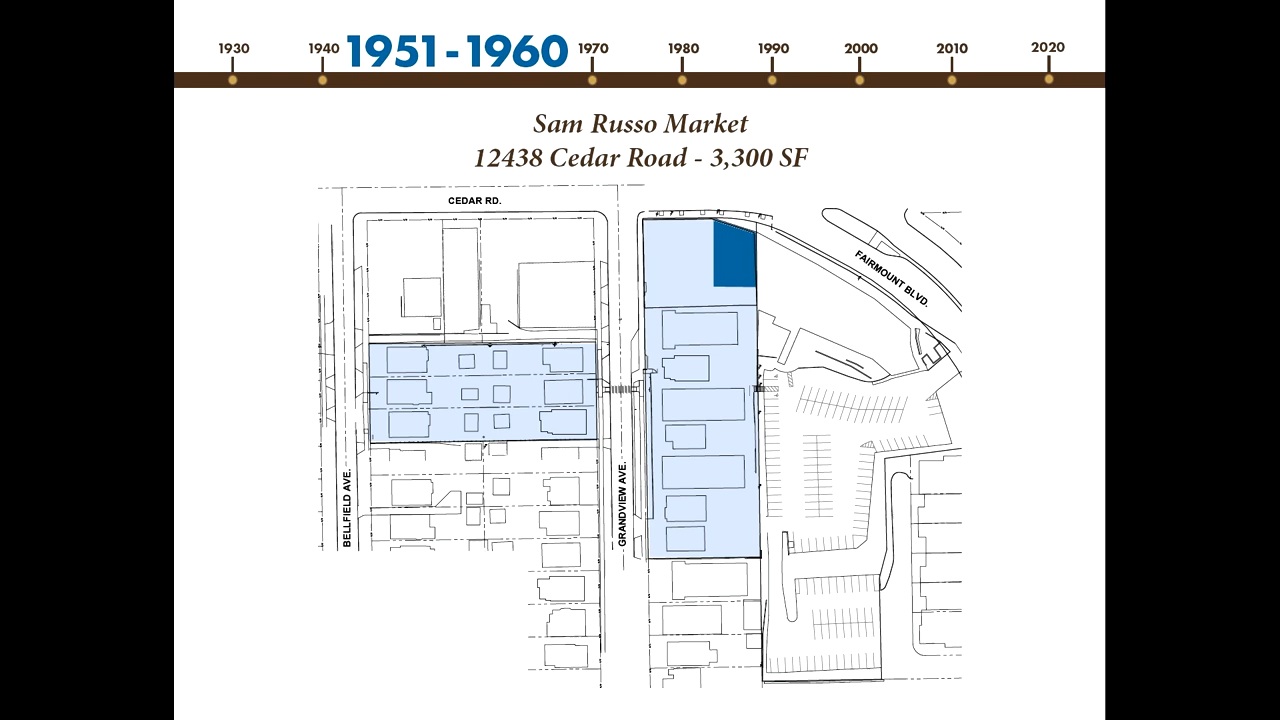 1930 1940 1951-1960 1970 1980 1990 2000 2010 2020
Sam Russo Market
12438 Cedar Road - 3,300 SF
CEDAR RD.
FAIRMOUNT BLVD.
BELLFIELD AVE.
GRANDVIEW AVE.